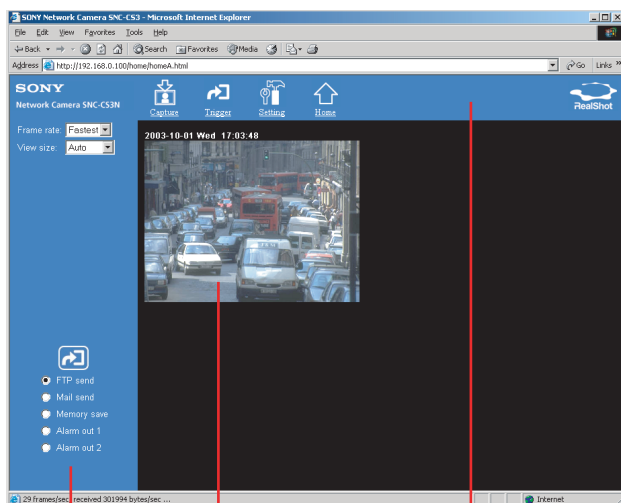 SONY Network Camera SNC-CS3 - Microsoft Internet Explorer
File Edit View Favorites Tools Help
Back Search Favorites Media
Address http://192.168.0.100/home/homeA.html Go Links »
SONY
Network Camera SNC-CS3N
Capture Trigger Setting Home
RealShot
Frame rate: Fastest
View size: Auto
2003-10-01 Wed 17:03:48
FTP send
Mail send
Memory save
Alarm out 1
Alarm out 2
29 frames/sec, received 301994 bytes/sec ... Internet